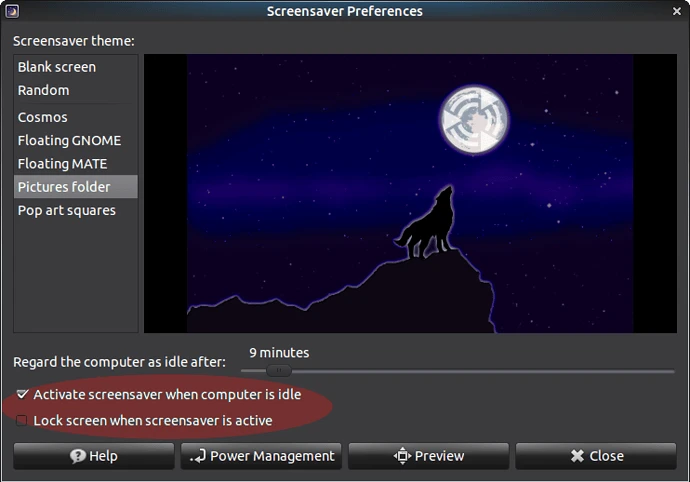 Screensaver Preferences
Screensaver theme:
Blank screen
Random
Cosmos
Floating GNOME
Floating MATE
Pictures folder
Pop art squares
9 minutes
Regard the computer as idle after:
Activate screensaver when computer is idle
Lock screen when screensaver is active
Help
Power Management
Preview
Close